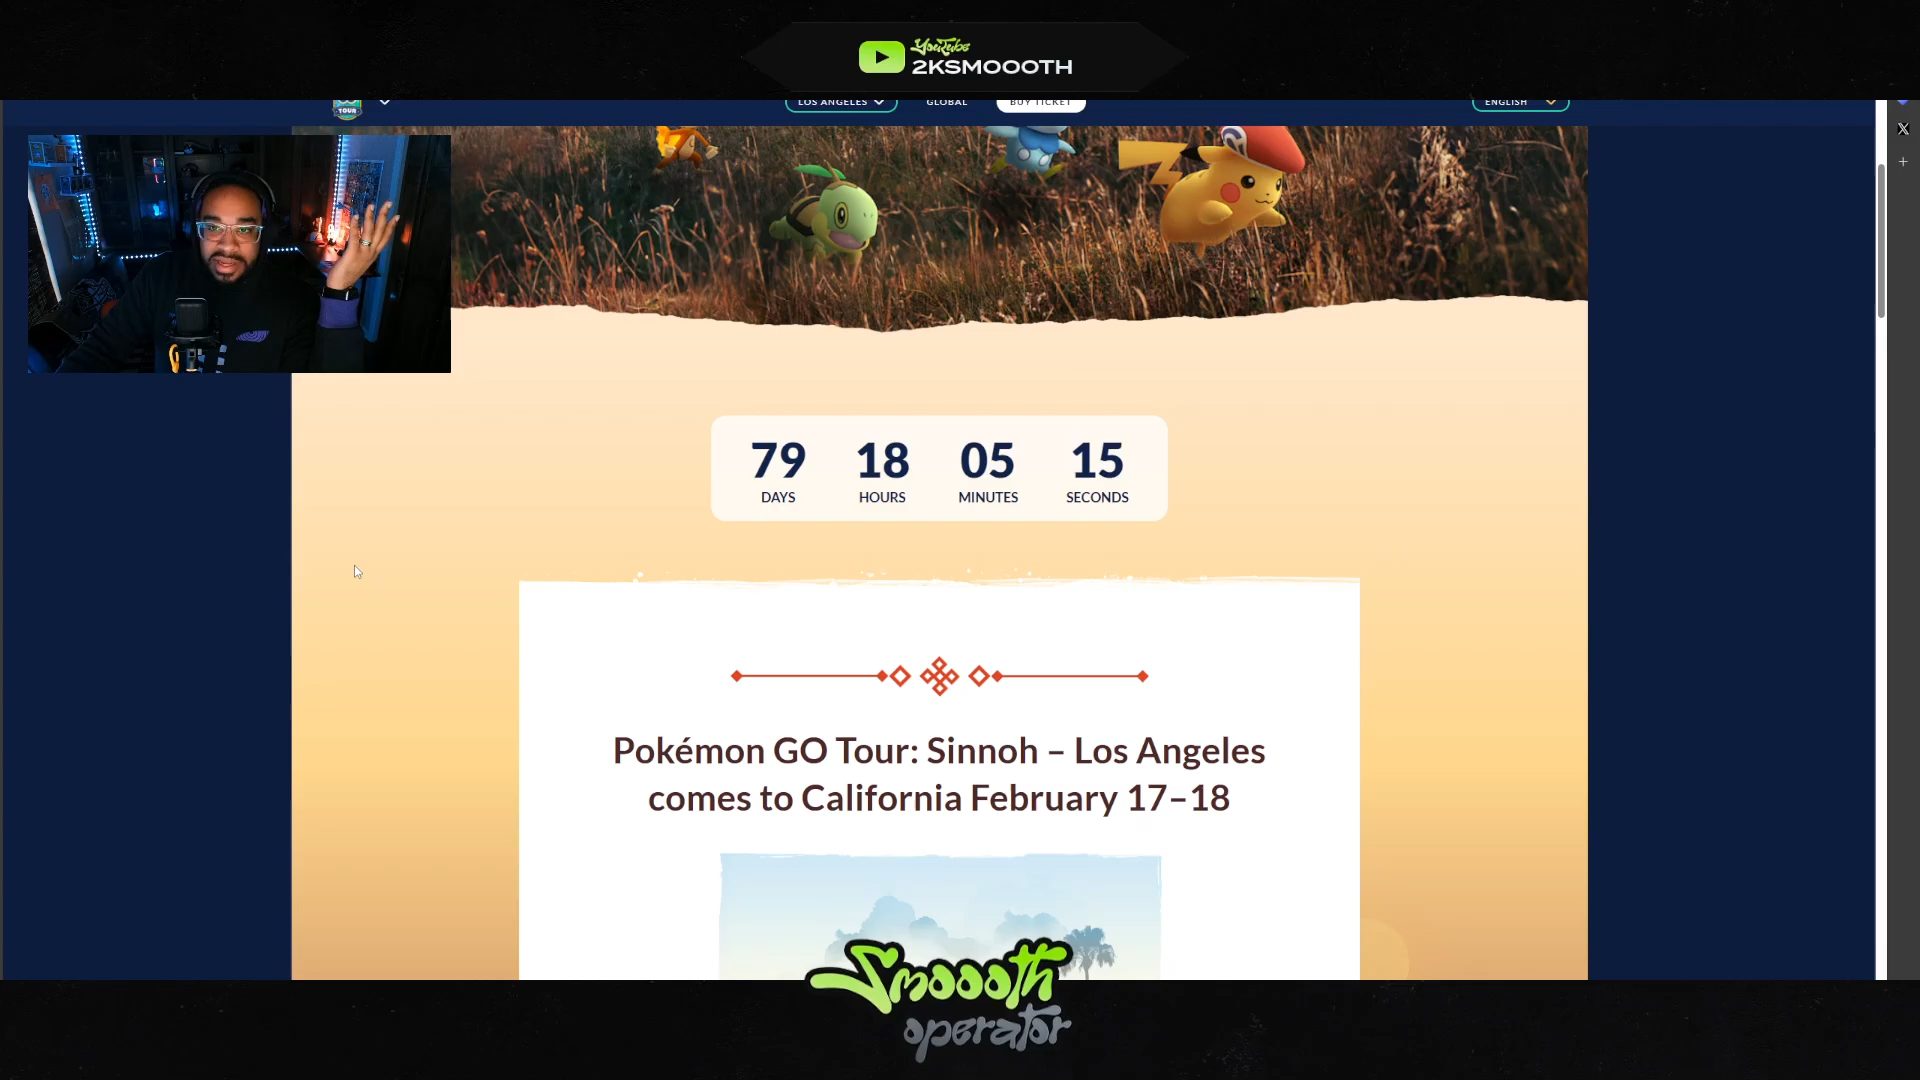 YouTube
2KSMOOOTH
TOUR
LOS ANGELES
GLOBAL
BUY TICKET
ENGLISH
79 18 05 15
DAYS HOURS MINUTES SECONDS
Pokémon GO Tour: Sinnoh – Los Angeles
comes to California February 17–18
Smoooth
operator